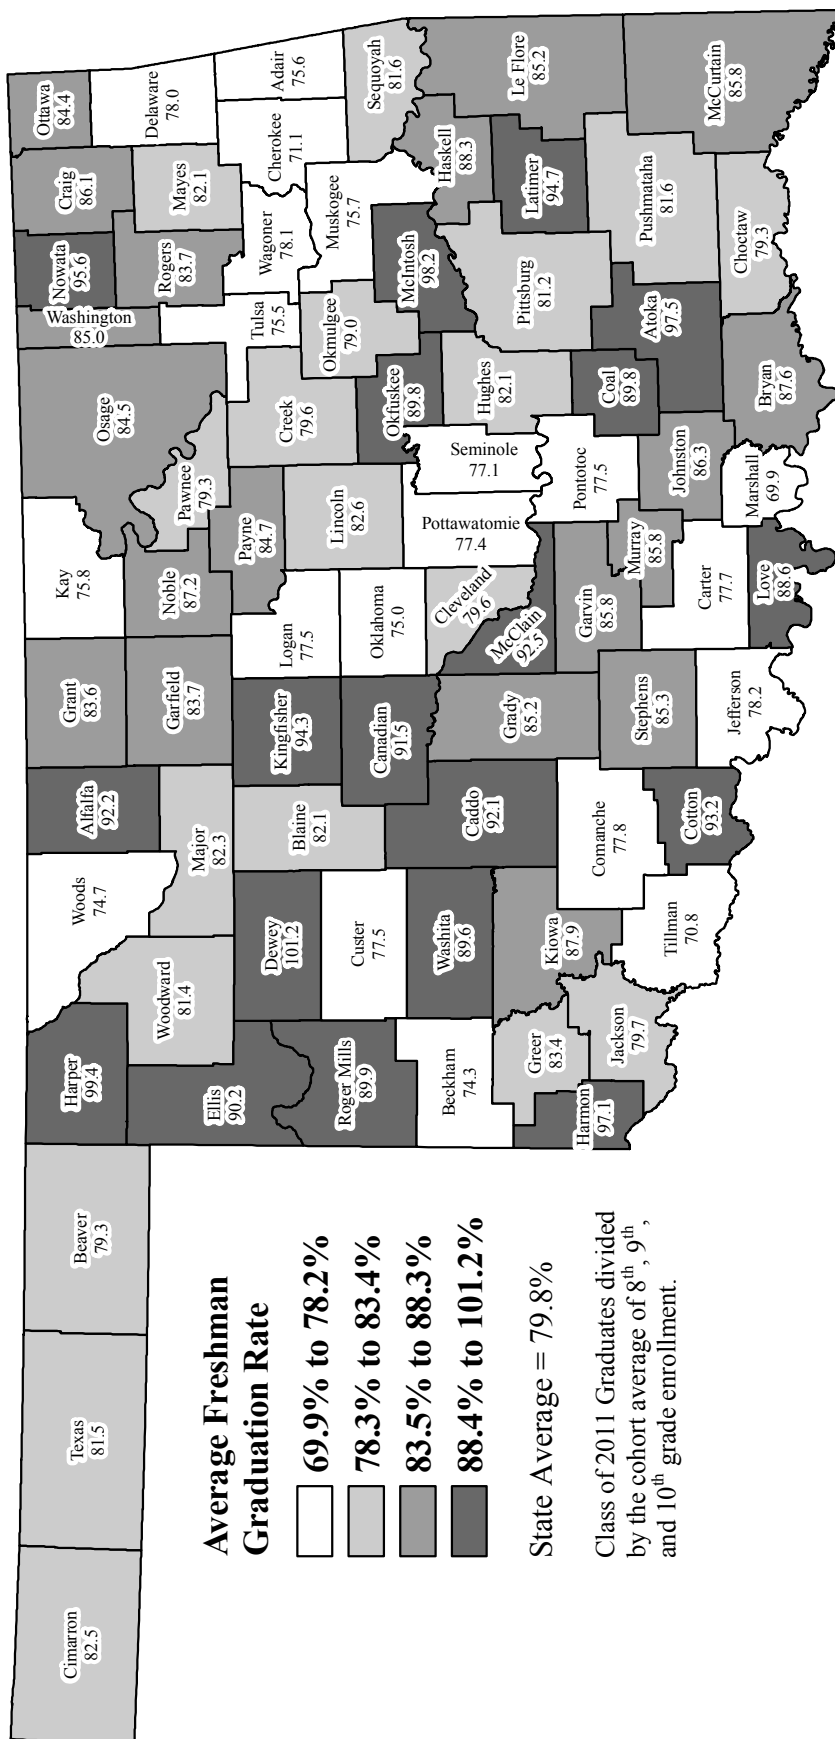 Cimarron
82.5
Texas
81.5
Beaver
79.3
Harper
99.4
Woods
74.7
Alfalfa
92.2
Grant
83.6
Kay
75.8
Osage
84.5
Washington
85.0
Nowata
95.6
Craig
86.1
Ottawa
84.4
Ellis
90.2
Woodward
81.4
Major
82.3
Garfield
83.7
Noble
87.2
Pawnee
79.3
Rogers
83.7
Mayes
82.1
Delaware
78.0
Roger Mills
89.9
Dewey
101.2
Blaine
82.1
Kingfisher
94.3
Logan
77.5
Payne
84.7
Creek
79.6
Tulsa
75.5
Wagoner
78.1
Cherokee
71.1
Adair
75.6
Beckham
74.3
Custer
77.5
Canadian
91.5
Oklahoma
75.0
Lincoln
82.6
Okfuskee
89.8
Okmulgee
79.0
Muskogee
75.7
Sequoyah
81.6
Washita
89.6
Caddo
92.1
Grady
85.2
McClain
92.5
Cleveland
79.6
Pottawatomie
77.4
Seminole
77.1
Hughes
82.1
McIntosh
98.2
Haskell
88.3
Le Flore
85.2
Harmon
97.1
Greer
83.4
Jackson
79.7
Kiowa
87.9
Tillman
70.8
Comanche
77.8
Cotton
93.2
Stephens
85.3
Jefferson
78.2
Garvin
85.8
Murray
85.8
Carter
77.7
Love
88.6
Pontotoc
77.5
Johnston
86.3
Marshall
69.9
Coal
89.8
Atoka
97.5
Bryan
87.6
Pittsburg
81.2
Latimer
94.7
Pushmataha
81.6
Choctaw
79.3
McCurtain
85.8
Average Freshman
Graduation Rate
69.9% to 78.2%
78.3% to 83.4%
83.5% to 88.3%
88.4% to 101.2%
State Average = 79.8%
Class of 2011 Graduates divided
by the cohort average of 8th, 9th,
and 10th grade enrollment.